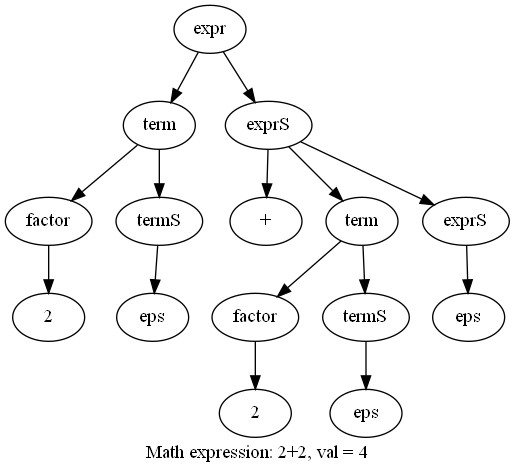 expr
term
exprS
factor
termS
+
term
exprS
2
eps
factor
termS
eps
2
eps
Math expression: 2+2, val = 4